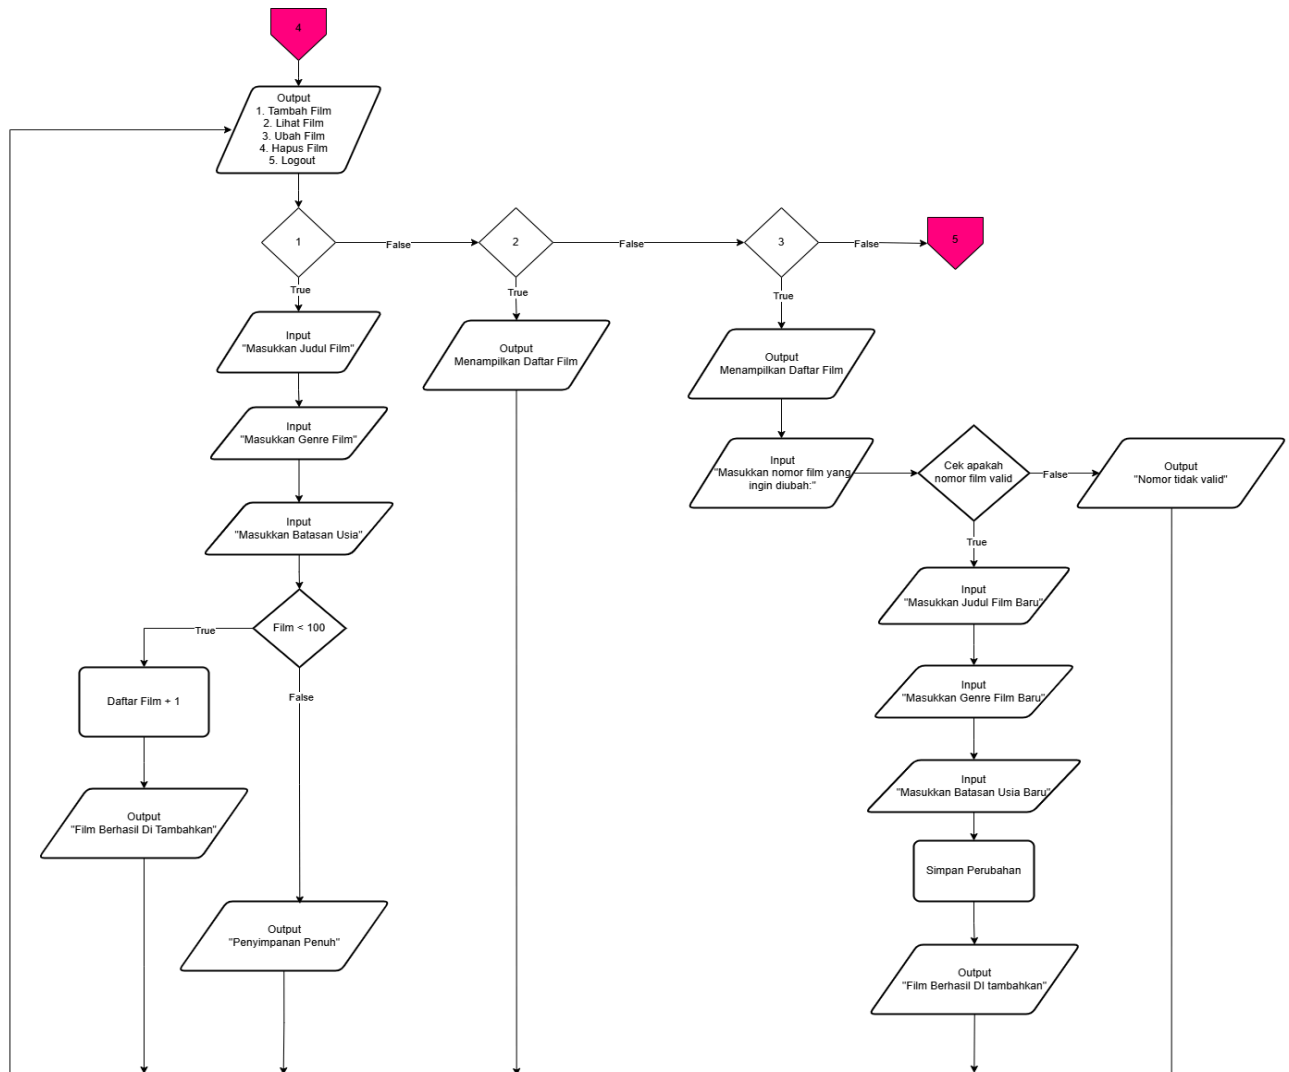 4
Output
1. Tambah Film
2. Lihat Film
3. Ubah Film
4. Hapus Film
5. Logout
1
False
2
False
3
False
5
True
True
True
Input
"Masukkan Judul Film"
Output
Menampilkan Daftar Film
Output
Menampilkan Daftar Film
Input
"Masukkan Genre Film"
Input
"Masukkan nomor film yang
ingin diubah:"
Cek apakah
nomor film valid
False
Output
"Nomor tidak valid"
Input
"Masukkan Batasan Usia"
True
Input
"Masukkan Judul Film Baru"
Film < 100
True
False
Daftar Film + 1
Input
"Masukkan Genre Film Baru"
Input
"Masukkan Batasan Usia Baru"
Output
"Film Berhasil Di Tambahkan"
Simpan Perubahan
Output
"Penyimpanan Penuh"
Output
"Film Berhasil DI tambahkan"